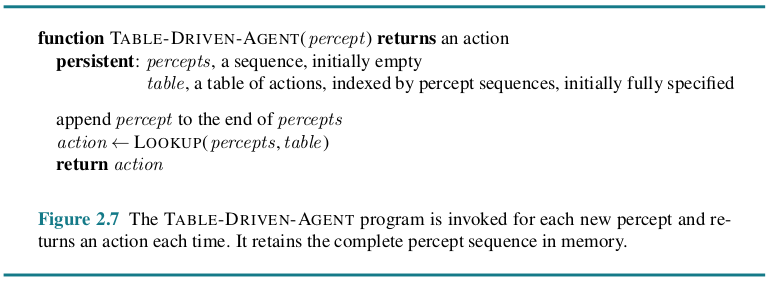 function TABLE-DRIVEN-AGENT(percept) returns an action
persistent: percepts, a sequence, initially empty
table, a table of actions, indexed by percept sequences, initially fully specified
append percept to the end of percepts
action ← LOOKUP(percepts, table)
return action
Figure 2.7 The TABLE-DRIVEN-AGENT program is invoked for each new percept and re-
turns an action each time. It retains the complete percept sequence in memory.